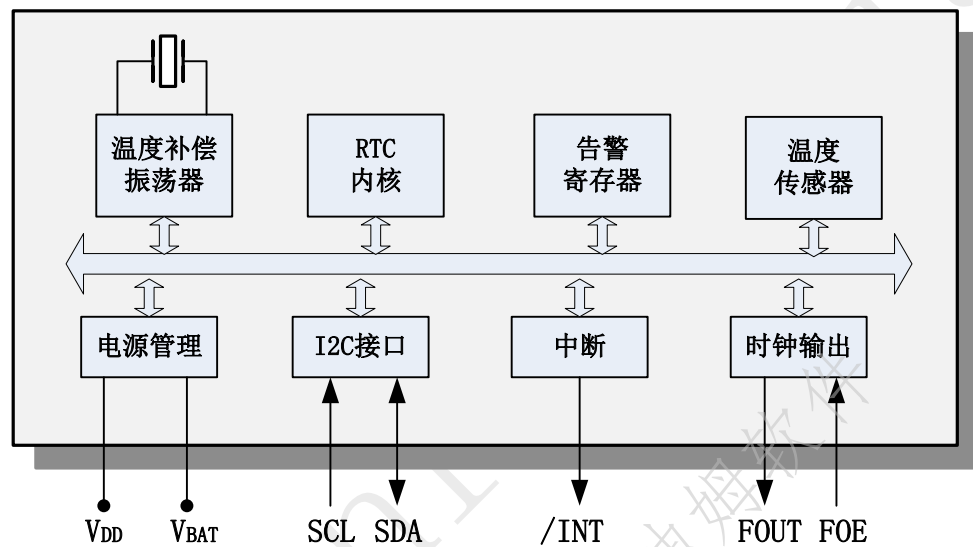 温度补偿
振荡器
RTC
内核
告警
寄存器
温度
传感器
电源管理
I2C接口
中断
时钟输出
VDD
VBAT
SCL
SDA
/INT
FOUT
FOE